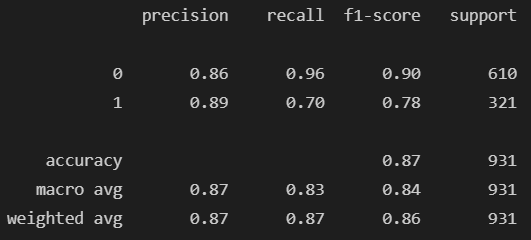 precision recall f1-score support
0 0.86 0.96 0.90 610
1 0.89 0.70 0.78 321
accuracy 0.87 931
macro avg 0.87 0.83 0.84 931
weighted avg 0.87 0.87 0.86 931